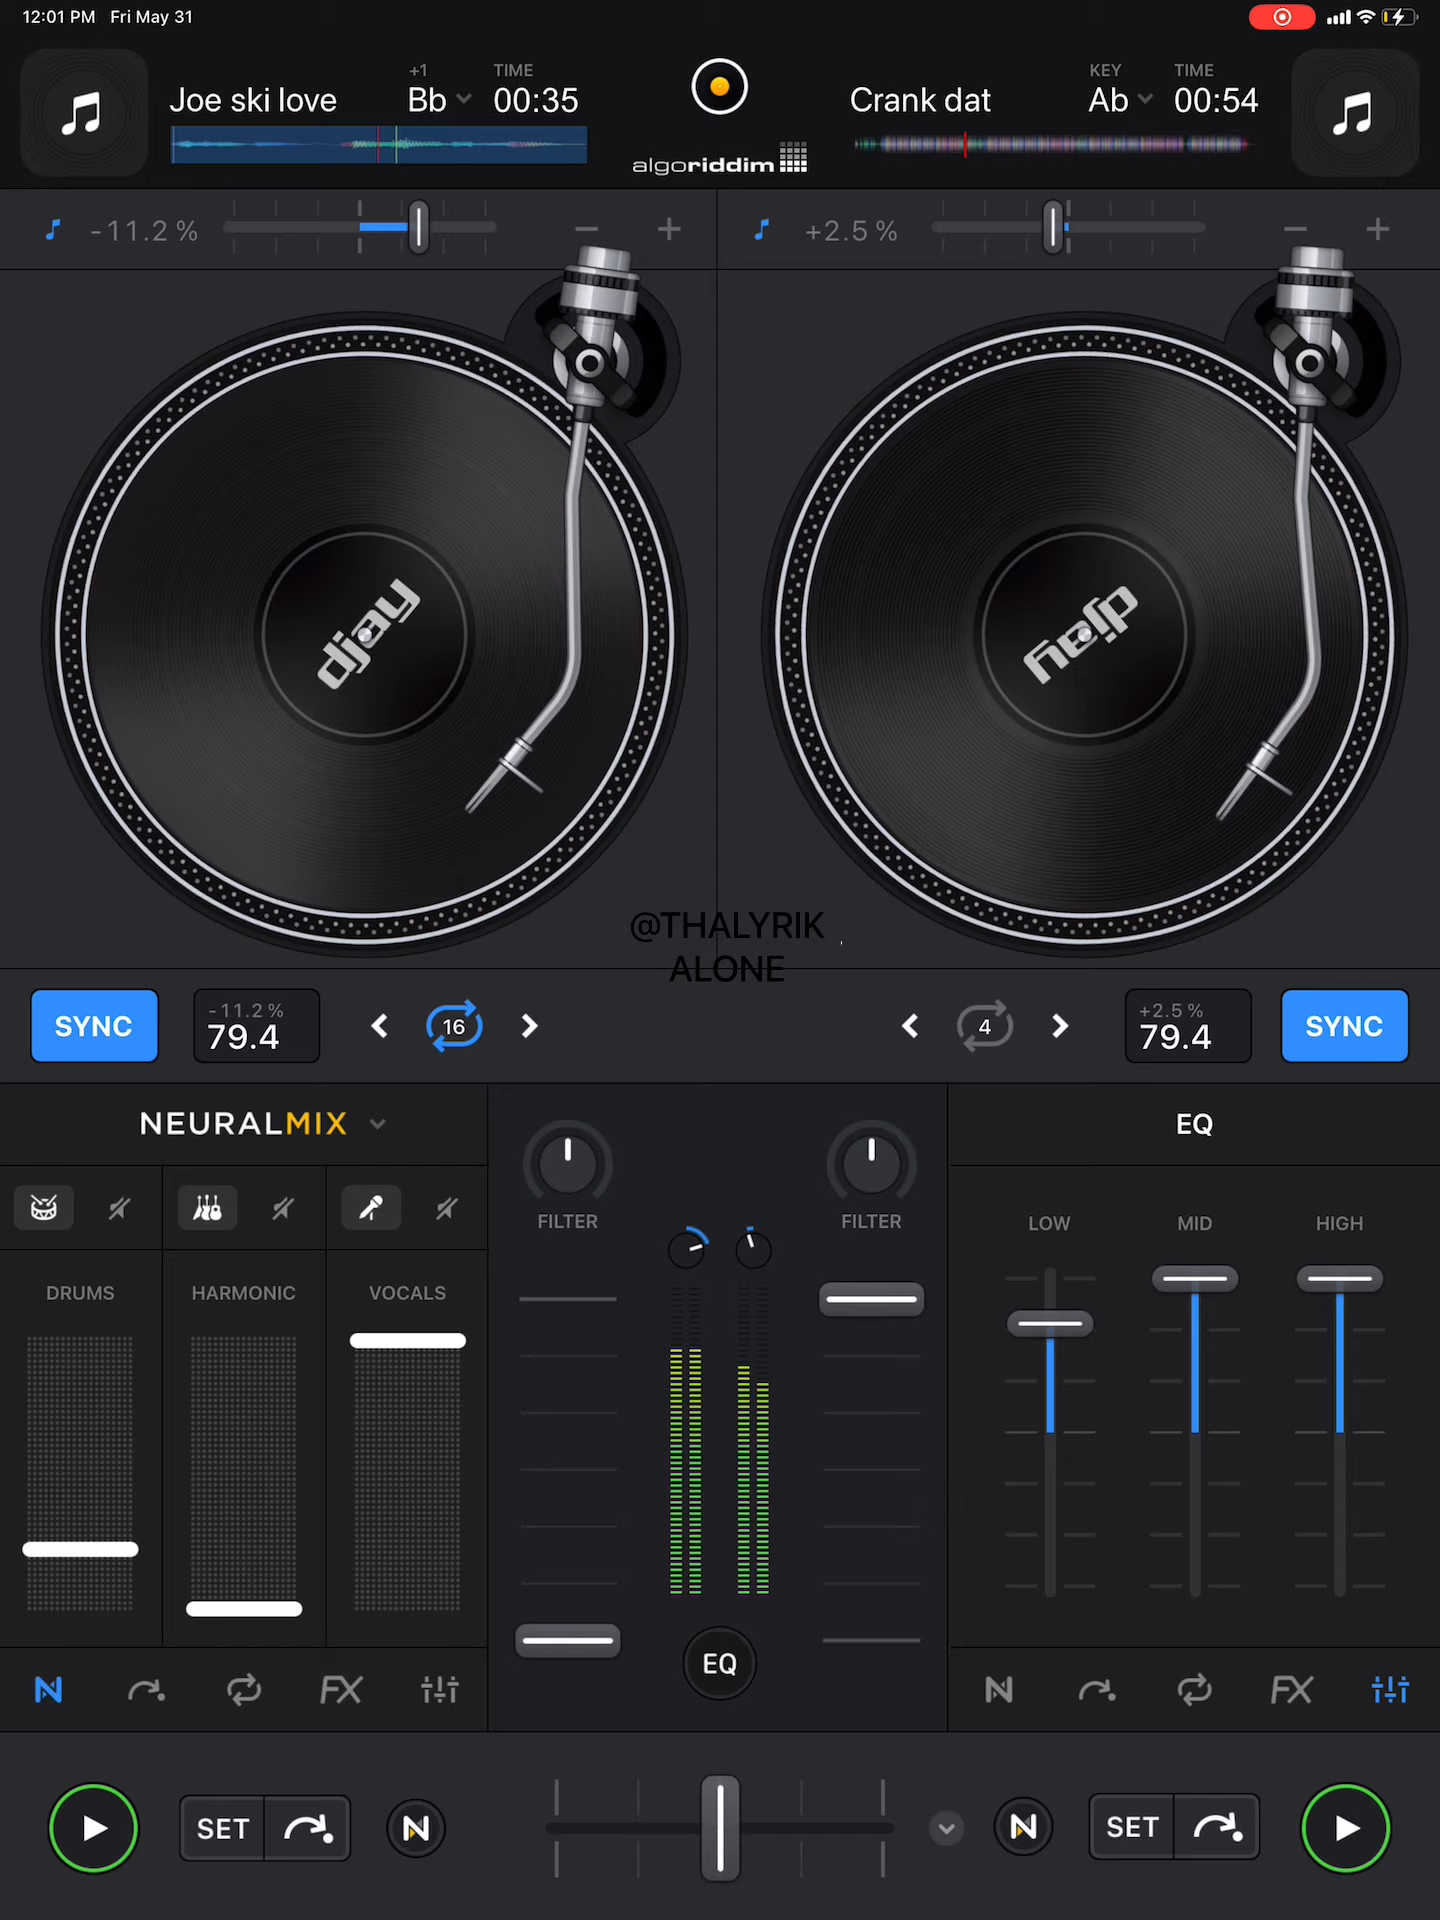 12:01 PM Fri May 31
Joe ski love
+1
Bb
TIME
00:35
algoriddim
Crank dat
KEY
Ab
TIME
00:54
-11.2 %
+2.5 %
djay
djay
@THALYRIK
ALONE
SYNC
-11.2 %
79.4
16
4
+2.5 %
79.4
SYNC
NEURALMIX
EQ
FILTER
FILTER
DRUMS
HARMONIC
VOCALS
LOW
MID
HIGH
EQ
FX
FX
SET
SET